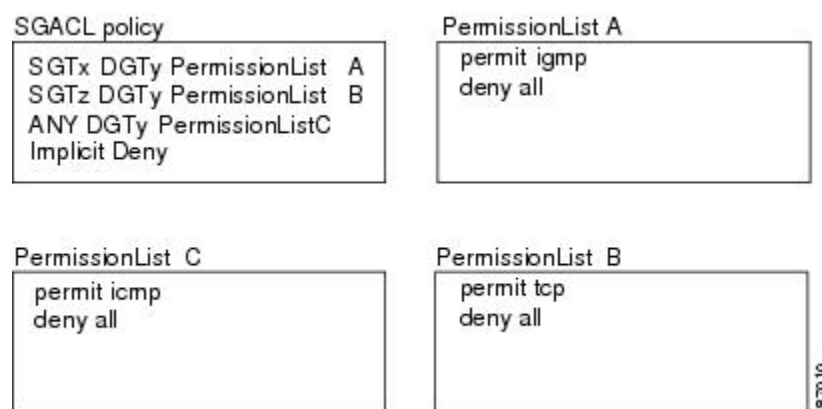 SGACL policy
SGTx DGTy PermissionList A
SGTz DGTy PermissionList B
ANY DGTy PermissionListC
Implicit Deny
PermissionList A
permit igmp
deny all
PermissionList C
permit icmp
deny all
PermissionList B
permit tcp
deny all